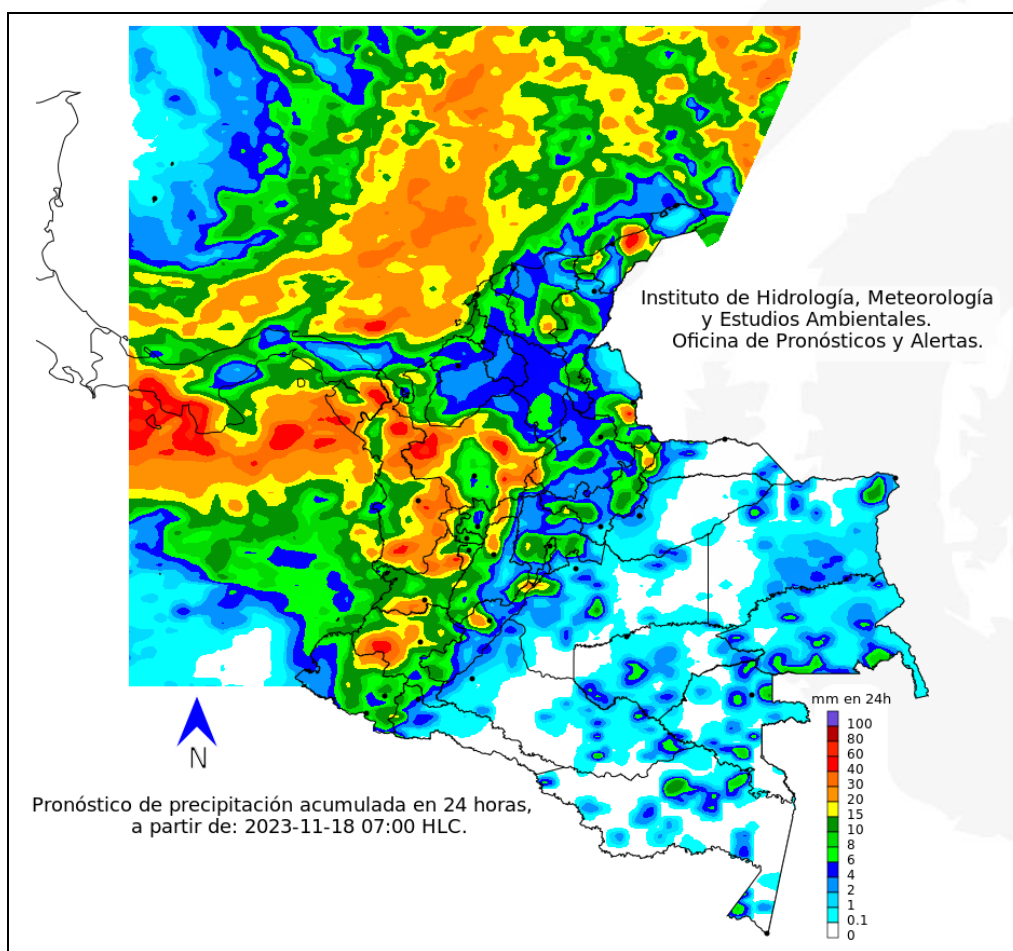 Instituto de Hidrología, Meteorología
y Estudios Ambientales.
Oficina de Pronósticos y Alertas.
mm en 24h
100
80
60
40
30
20
15
10
8
6
4
2
1
0.1
0
N
Pronóstico de precipitación acumulada en 24 horas,
a partir de: 2023-11-18 07:00 HLC.